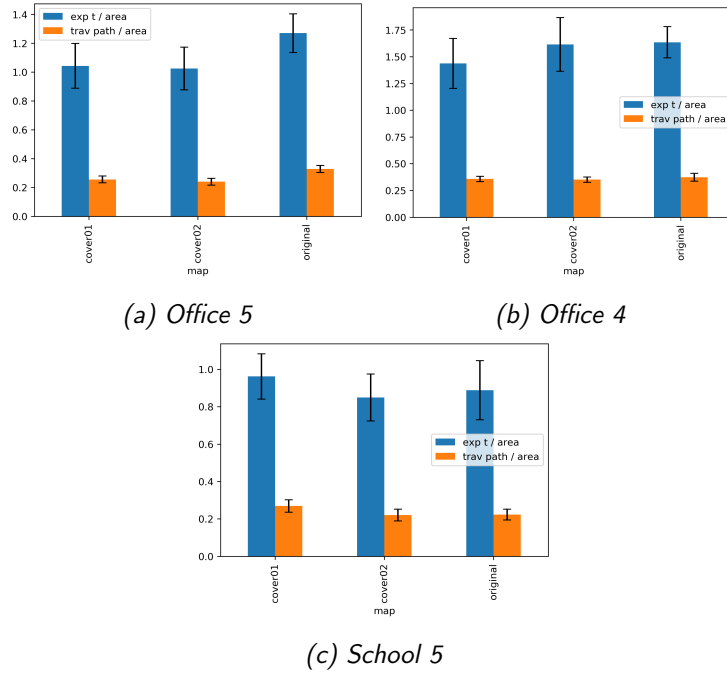 1.4
1.2
1.0
0.8
0.6
0.4
0.2
0.0
exp t / area
trav path / area
cover01
cover02
original
map
(a) Office 5
1.75
1.50
1.25
1.00
0.75
0.50
0.25
0.00
exp t / area
trav path / area
cover01
cover02
original
map
(b) Office 4
1.0
0.8
0.6
0.4
0.2
0.0
exp t / area
trav path / area
cover01
cover02
original
map
(c) School 5